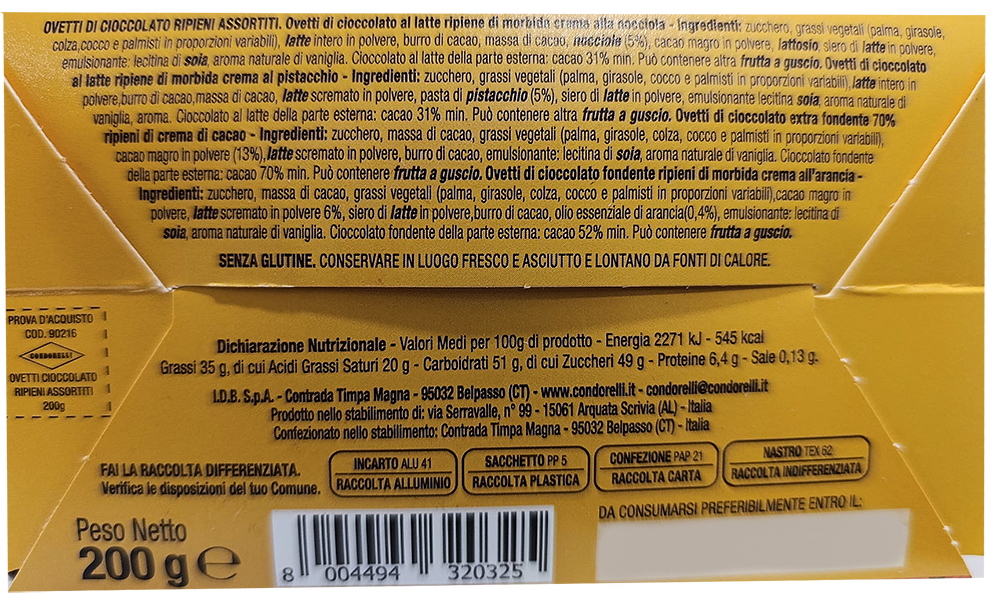 OVETTI DI CIOCCOLATO RIPIENI ASSORTITI. Ovetti di cioccolato al latte ripiene di morbida crema alla nocciola - Ingredienti: zucchero, grassi vegetali (palma, girasole,
colza,cocco e palmisti in proporzioni variabili), latte intero in polvere, burro di cacao, massa di cacao, nocciole (5%), cacao magro in polvere, lattosio, siero di latte in polvere,
emulsionante: lecitina di soia, aroma naturale di vaniglia. Cioccolato al latte della parte esterna: cacao 31% min. Può contenere altra frutta a guscio. Ovetti di cioccolato
al latte ripiene di morbida crema al pistacchio - Ingredienti: zucchero, grassi vegetali (palma, girasole, cocco e palmisti in proporzioni variabili), latte intero in
polvere,burro di cacao,massa di cacao, latte scremato in polvere, pasta di pistacchio (5%), siero di latte in polvere, emulsionante lecitina soia, aroma naturale di
vaniglia, aroma. Cioccolato al latte della parte esterna: cacao 31% min. Può contenere altra frutta a guscio. Ovetti di cioccolato extra fondente 70%
ripieni di crema di cacao - Ingredienti: zucchero, massa di cacao, grassi vegetali (palma, girasole, colza, cocco e palmisti in proporzioni variabili),
cacao magro in polvere (13%), latte scremato in polvere, burro di cacao, emulsionante: lecitina di soia, aroma naturale di vaniglia. Cioccolato fondente
della parte esterna: cacao 70% min. Può contenere frutta a guscio. Ovetti di cioccolato fondente ripieni di morbida crema all'arancia -
Ingredienti: zucchero, massa di cacao, grassi vegetali (palma, girasole, colza, cocco e palmisti in proporzioni variabili),cacao magro in
polvere, latte scremato in polvere 6%, siero di latte in polvere,burro di cacao, olio essenziale di arancia(0,4%), emulsionante: lecitina di
soia, aroma naturale di vaniglia. Cioccolato fondente della parte esterna: cacao 52% min. Può contenere frutta a guscio.
SENZA GLUTINE. CONSERVARE IN LUOGO FRESCO E ASCIUTTO E LONTANO DA FONTI DI CALORE.
PROVA D'ACQUISTO
COD. 90216
CONDORELLI
OVETTI CIOCCOLATO
RIPIENI ASSORTITI
200g
Dichiarazione Nutrizionale - Valori Medi per 100g di prodotto - Energia 2271 kJ - 545 kcal
Grassi 35 g, di cui Acidi Grassi Saturi 20 g - Carboidrati 51 g, di cui Zuccheri 49 g - Proteine 6,4 g - Sale 0,13 g.
I.D.B. S.p.A. - Contrada Timpa Magna - 95032 Belpasso (CT) - www.condorelli.it - condorelli@condorelli.it
Prodotto nello stabilimento di: via Serravalle, n° 99 - 15061 Arquata Scrivia (AL) - Italia
Confezionato nello stabilimento: Contrada Timpa Magna - 95032 Belpasso (CT) - Italia
FAI LA RACCOLTA DIFFERENZIATA.
Verifica le disposizioni del tuo Comune.
INCARTO ALU 41
RACCOLTA ALLUMINIO
SACCHETTO PP 5
RACCOLTA PLASTICA
CONFEZIONE PAP 21
RACCOLTA CARTA
NASTRO TEX 62
RACCOLTA INDIFFERENZIATA
Peso Netto
200 g e
8 004494 320325
DA CONSUMARSI PREFERIBILMENTE ENTRO IL: